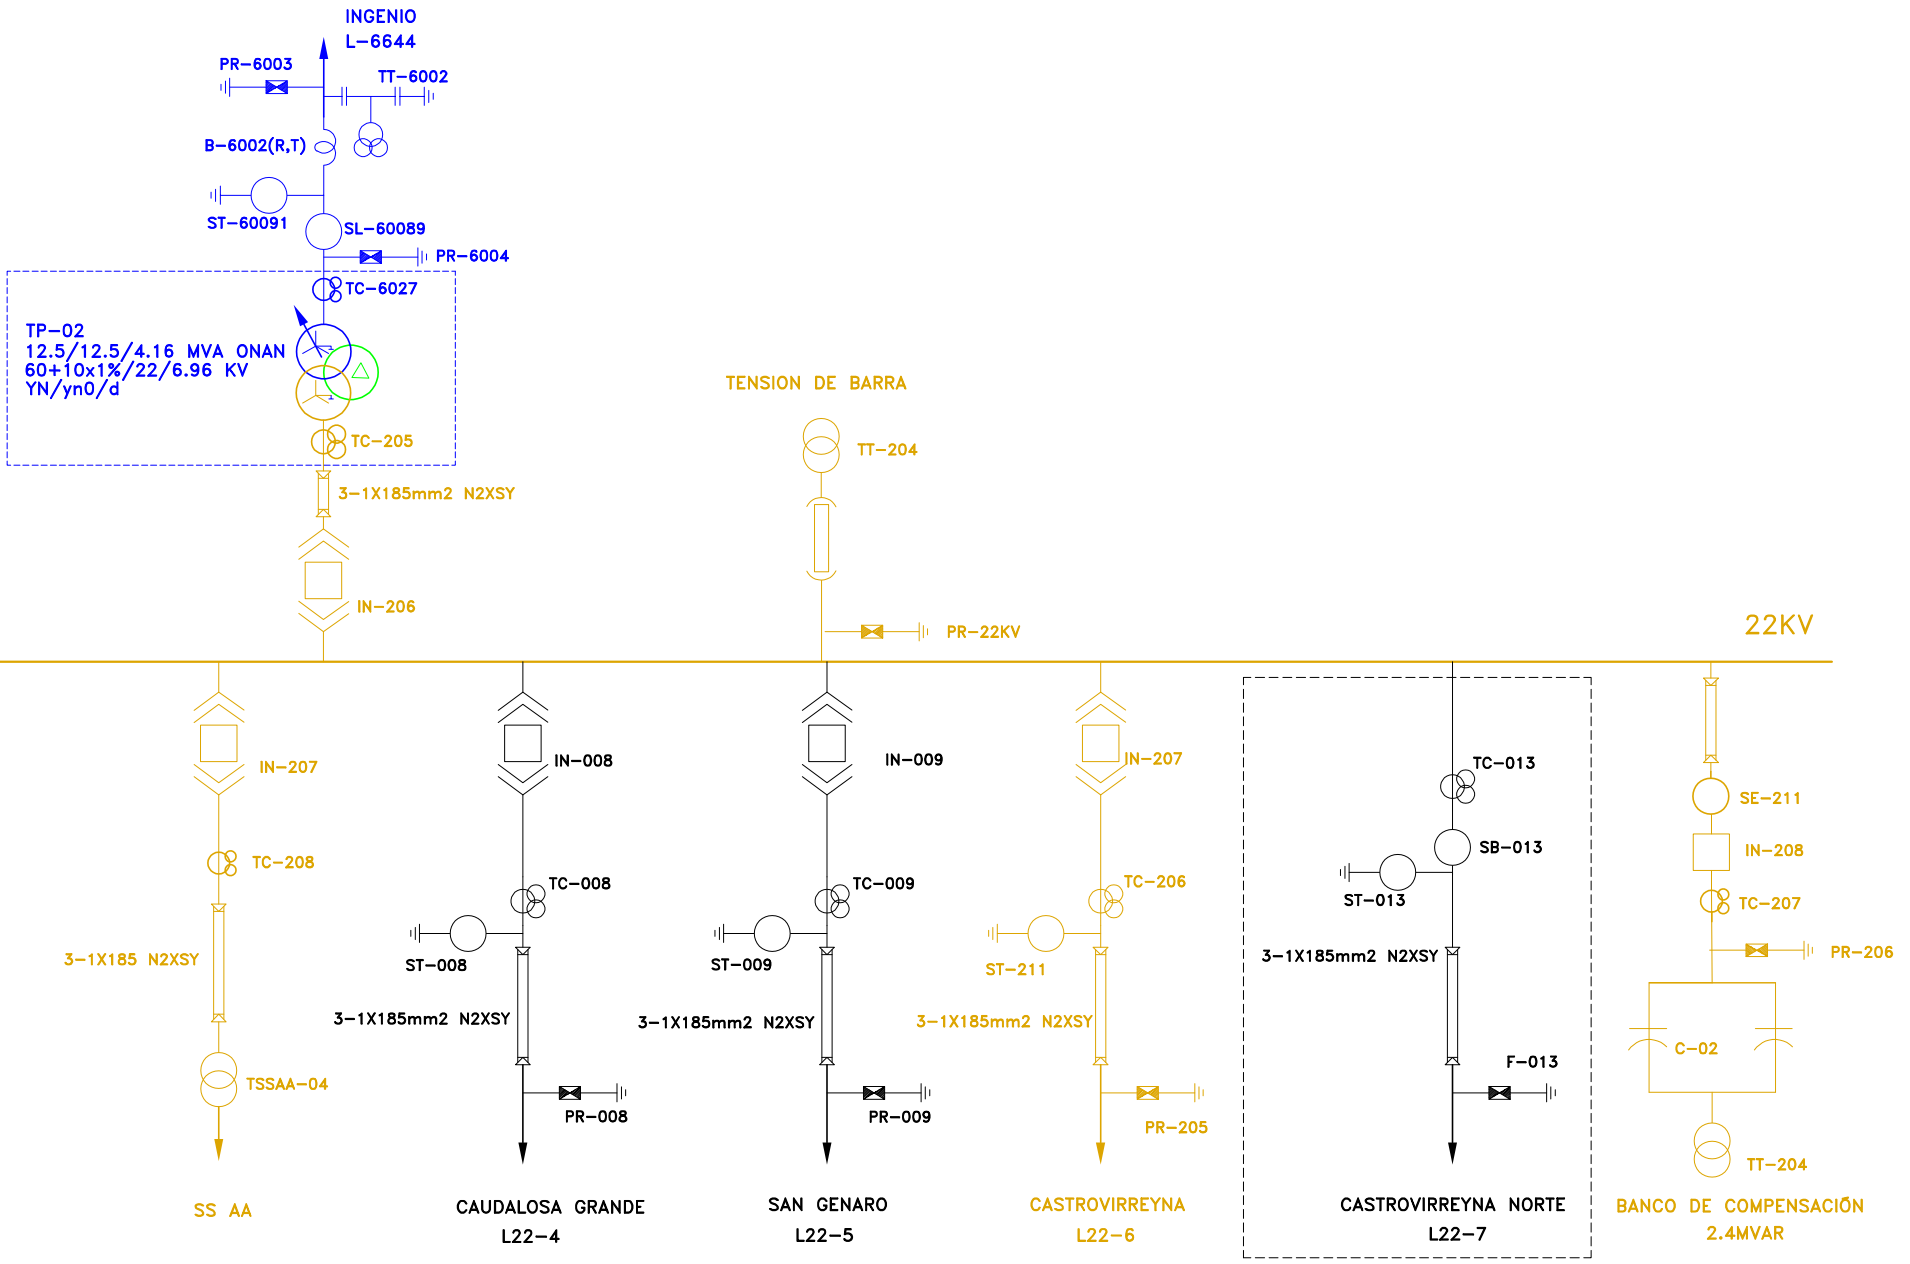 INGENIO
L-6644
PR-6003
TT-6002
B-6002(R,T)
ST-60091
SL-60089
PR-6004
TC-6027
TP-02
12.5/12.5/4.16 MVA ONAN
60+10x1%/22/6.96 KV
YN/yn0/d
TC-205
3-1X185mm2 N2XSY
IN-206
TENSION DE BARRA
TT-204
PR-22KV
22KV
IN-207
IN-008
IN-009
IN-207
TC-013
SB-013
ST-013
SE-211
IN-208
TC-207
PR-206
TC-208
TC-008
TC-009
TC-206
ST-008
ST-009
ST-211
3-1X185 N2XSY
3-1X185mm2 N2XSY
3-1X185mm2 N2XSY
3-1X185mm2 N2XSY
3-1X185mm2 N2XSY
F-013
C-02
TSSAA-04
PR-008
PR-009
PR-205
TT-204
SS AA
CAUDALOSA GRANDE
L22-4
SAN GENARO
L22-5
CASTROVIRREYNA
L22-6
CASTROVIRREYNA NORTE
L22-7
BANCO DE COMPENSACIÓN
2.4MVAR